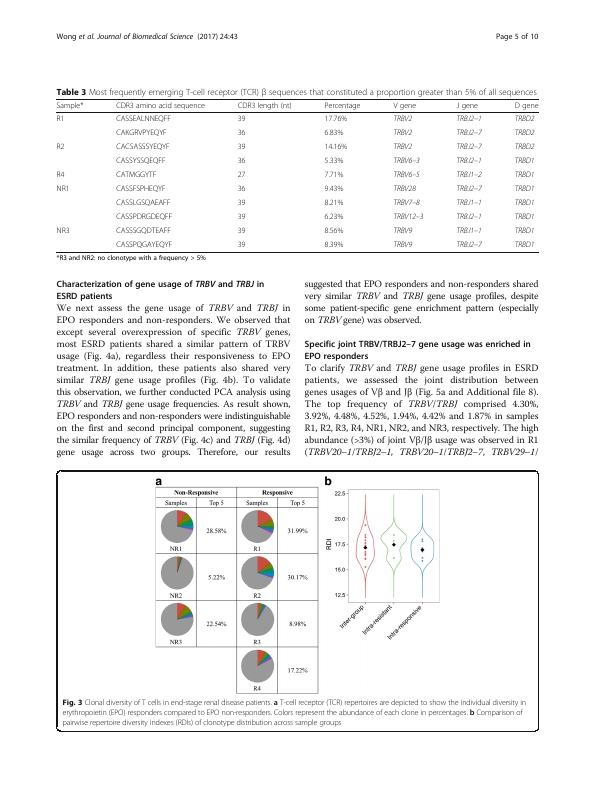 Wong et al. Journal of Biomedical Science (2017) 24:43
Page 5 of 10
Table 3 Most frequently emerging T-cell receptor (TCR) β sequences that constituted a proportion greater than 5% of all sequences
Sample* CDR3 amino acid sequence CDR3 length (nt) Percentage V gene J gene D gene
R1 CASSEALNNEQFF 39 17.76% TRBV2 TRBJ2–1 TRBD2
CAKGRVPYEQYF 36 6.83% TRBV2 TRBJ2–7 TRBD2
R2 CACSASSSYEQYF 39 14.16% TRBV2 TRBJ2–7 TRBD2
CASSYSSQEQFF 36 5.33% TRBV6–3 TRBJ2–1 TRBD1
R4 CATMGGYTF 27 7.71% TRBV6–5 TRBJ1–2 TRBD1
NR1 CASSFSPHEQYF 36 9.43% TRBV28 TRBJ2–7 TRBD1
CASSLGSQAEAFF 39 8.21% TRBV7–8 TRBJ1–1 TRBD1
CASSPDRGDEQFF 39 6.23% TRBV12–3 TRBJ2–1 TRBD1
NR3 CASSSGQDTEAFF 39 8.56% TRBV9 TRBJ1–1 TRBD1
CASSPQGAYEQYF 39 8.39% TRBV9 TRBJ2–7 TRBD1
*R3 and NR2: no clonotype with a frequency > 5%
Characterization of gene usage of TRBV and TRBJ in
ESRD patients
We next assess the gene usage of TRBV and TRBJ in
EPO responders and non-responders. We observed that
except several overexpression of specific TRBV genes,
most ESRD patients shared a similar pattern of TRBV
usage (Fig. 4a), regardless their responsiveness to EPO
treatment. In addition, these patients also shared very
similar TRBJ gene usage profiles (Fig. 4b). To validate
this observation, we further conducted PCA analysis using
TRBV and TRBJ gene usage frequencies. As result shown,
EPO responders and non-responders were indistinguishable
on the first and second principal component, suggesting
the similar frequency of TRBV (Fig. 4c) and TRBJ (Fig. 4d)
gene usage across two groups. Therefore, our results
suggested that EPO responders and non-responders shared
very similar TRBV and TRBJ gene usage profiles, despite
some patient-specific gene enrichment pattern (especially
on TRBV gene) was observed.
Specific joint TRBV/TRBJ2–7 gene usage was enriched in
EPO responders
To clarify TRBV and TRBJ gene usage profiles in ESRD
patients, we assessed the joint distribution between
genes usages of Vβ and Jβ (Fig. 5a and Additional file 8).
The top frequency of TRBV/TRBJ comprised 4.30%,
3.92%, 4.48%, 4.52%, 1.94%, 4.42% and 1.87% in samples
R1, R2, R3, R4, NR1, NR2, and NR3, respectively. The high
abundance (>3%) of joint Vβ/Jβ usage was observed in R1
(TRBV20–1/TRBJ2–1, TRBV20–1/TRBJ2–7, TRBV29–1/
a
Non-Responsive Responsive
Samples Top 5 Samples Top 5
28.58% 31.99%
NR1 R1
5.22% 30.17%
NR2 R2
22.54% 8.98%
NR3 R3
17.22%
R4
b
22.5
20.0
17.5
15.0
12.5
RDI
Inter-group
Intra-resistant
Intra-responsive
Fig. 3 Clonal diversity of T cells in end-stage renal disease patients. a T-cell receptor (TCR) repertoires are depicted to show the individual diversity in
erythropoietin (EPO) responders compared to EPO non-responders. Colors represent the abundance of each clone in percentages. b Comparison of
pairwise repertoire diversity indexes (RDIs) of clonotype distribution across sample groups